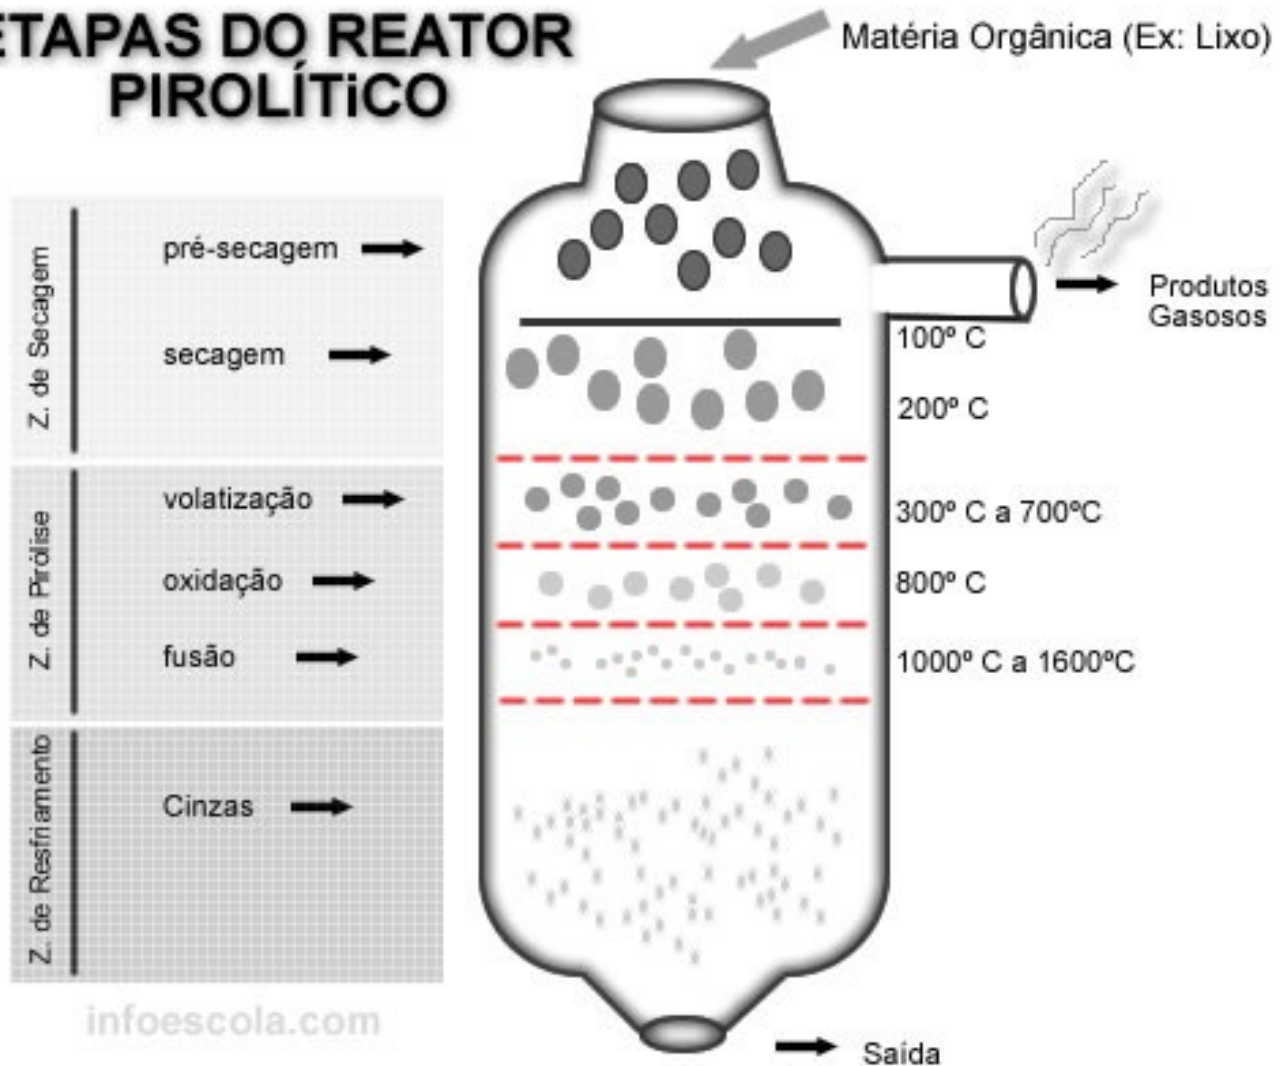 ETAPAS DO REATOR
PIROLÍTiCO
Matéria Orgânica (Ex: Lixo)
Z. de Secagem
pré-secagem
secagem
Produtos
Gasosos
100º C
200º C
Z. de Pirólise
volatização
oxidação
fusão
300º C a 700ºC
800º C
1000º C a 1600ºC
Z. de Resfriamento
Cinzas
infoescola.com
Saída